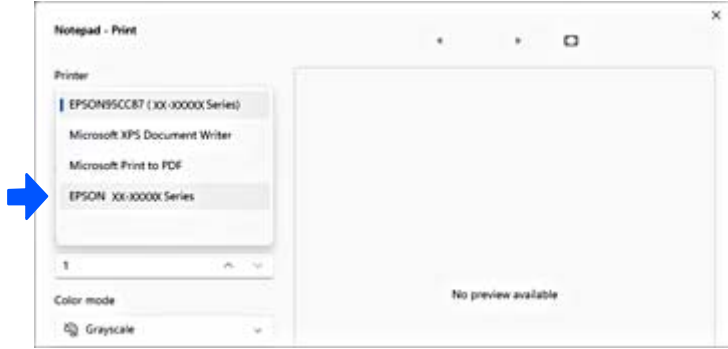 Notepad - Print
Printer
EPSON95CC87 (XX-XXXXX Series)
Microsoft XPS Document Writer
Microsoft Print to PDF
EPSON XX-XXXXX Series
1
Color mode
Grayscale
No preview available